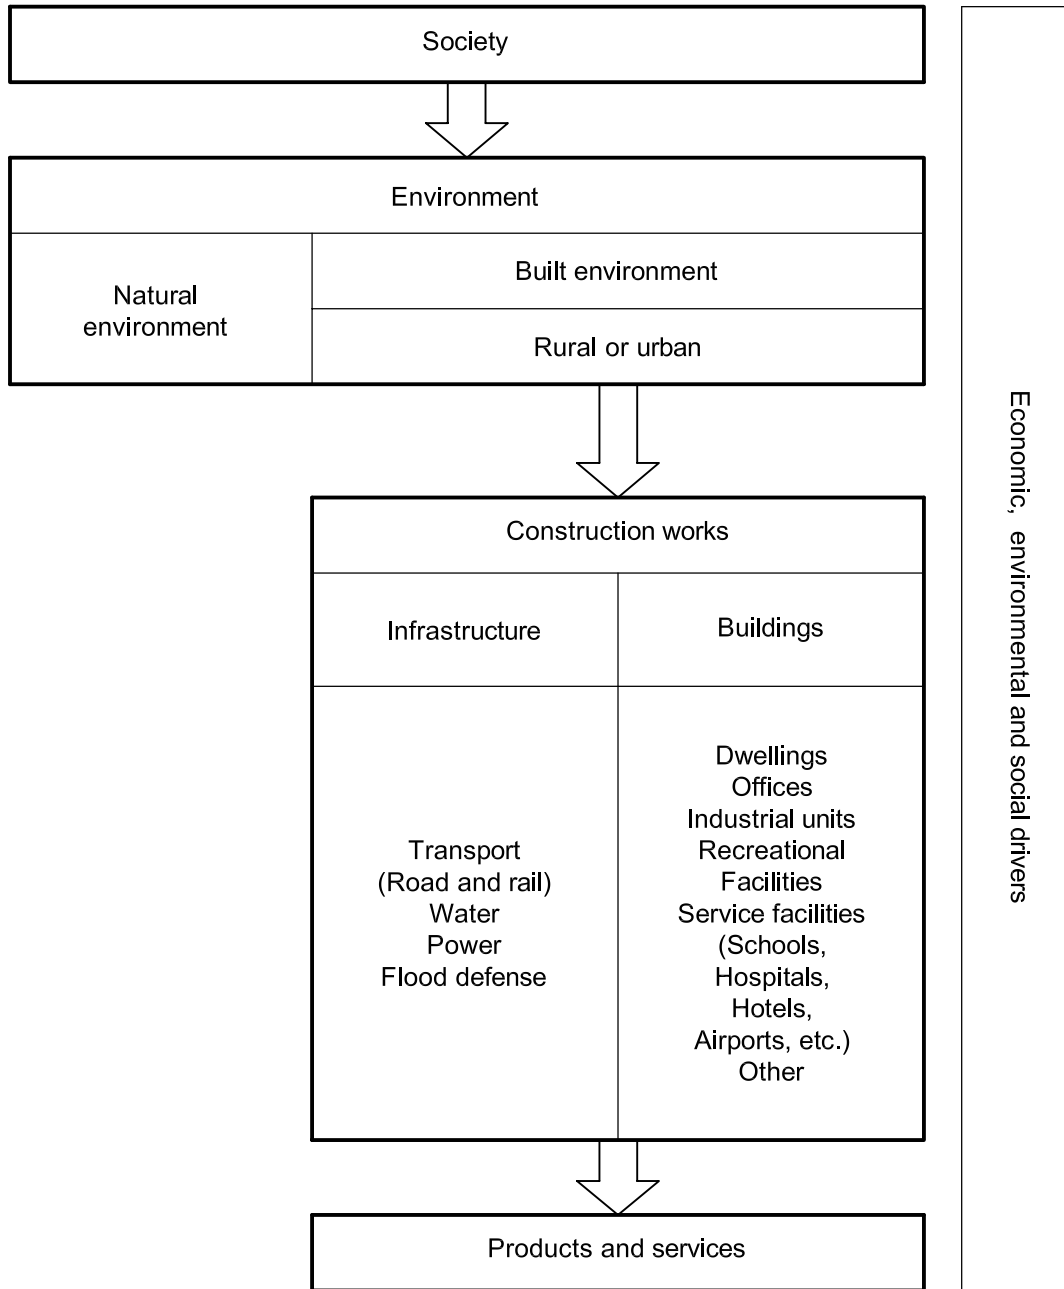 Society
Environment
Natural
environment
Built environment
Rural or urban
Construction works
Infrastructure
Buildings
Transport
(Road and rail)
Water
Power
Flood defense
Dwellings
Offices
Industrial units
Recreational
Facilities
Service facilities
(Schools,
Hospitals,
Hotels,
Airports, etc.)
Other
Products and services
Economic, environmental and social drivers